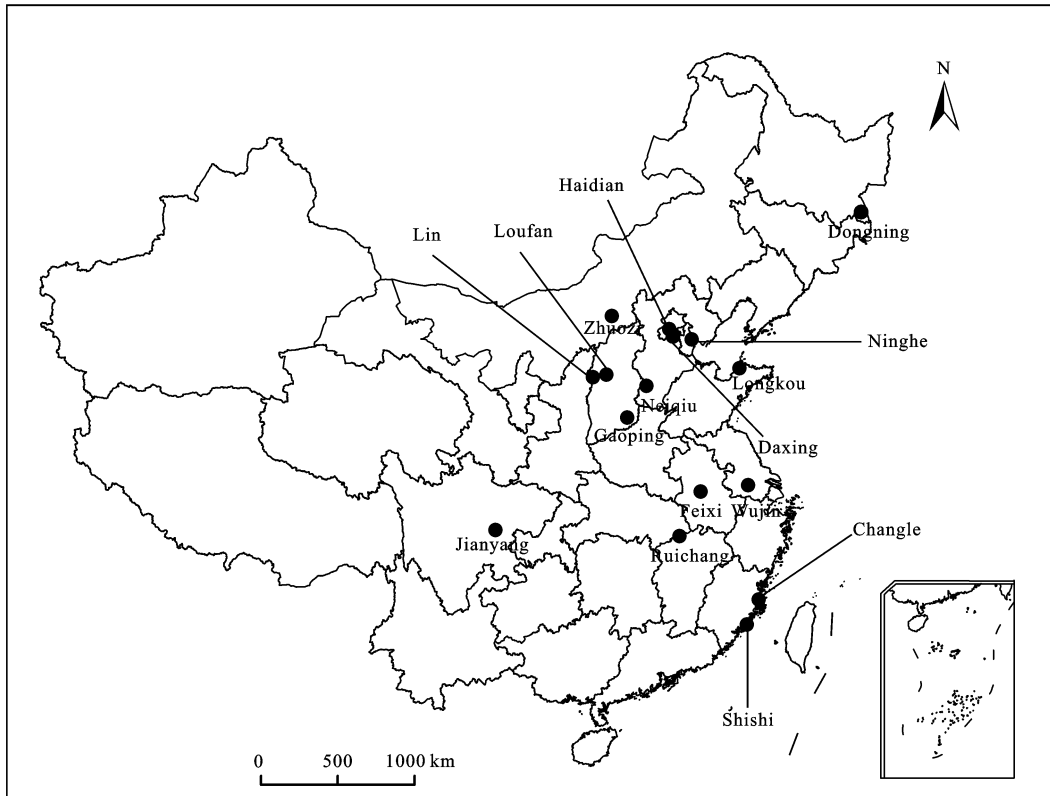 N
Haidian
Lin
Loufan
Dongning
Zhuozi
Ninghe
Longkou
Neiqiu
Gaoping
Daxing
Feixi
Wujin
Changle
Jianyang
Ruichang
Shishi
0 500 1000 km